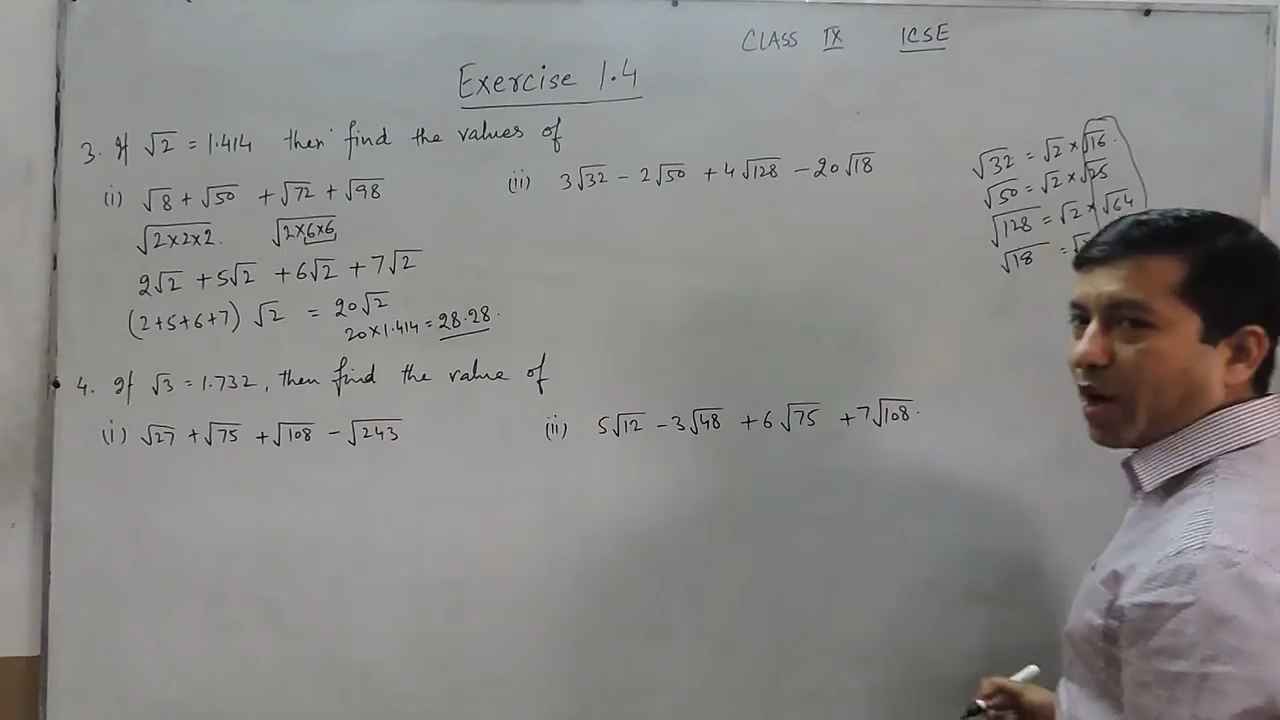 CLASS IX ICSE
Exercise 1.4
3. If √2 = 1.414 then find the values of
(i) √8 + √50 + √72 + √98
(ii) 3√32 - 2√50 + 4√128 - 20√18
√(2×2×2). √(2×6×6)
2√2 + 5√2 + 6√2 + 7√2
(2+5+6+7) √2 = 20√2
20×1.414 = 28.28.
√32 = √2 × √16.
√50 = √2 × √25
√128 = √2 × √64
√18 = √
4. If √3 = 1.732, then find the value of
(i) √27 + √75 + √108 - √243
(ii) 5√12 - 3√48 + 6√75 + 7√108.